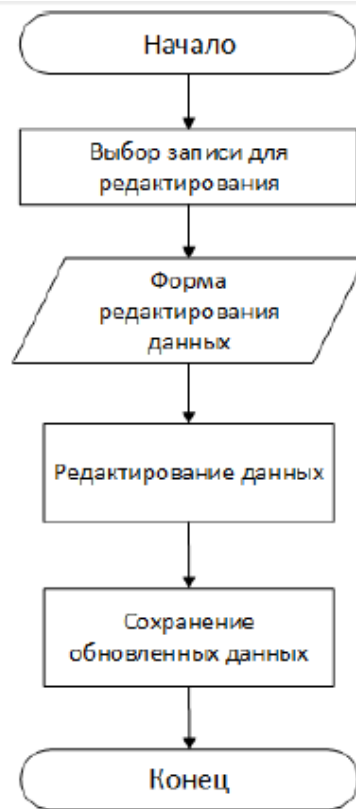 Начало
Выбор записи для
редактирования
Форма
редактирования
данных
Редактирование данных
Сохранение
обновленных данных
Конец